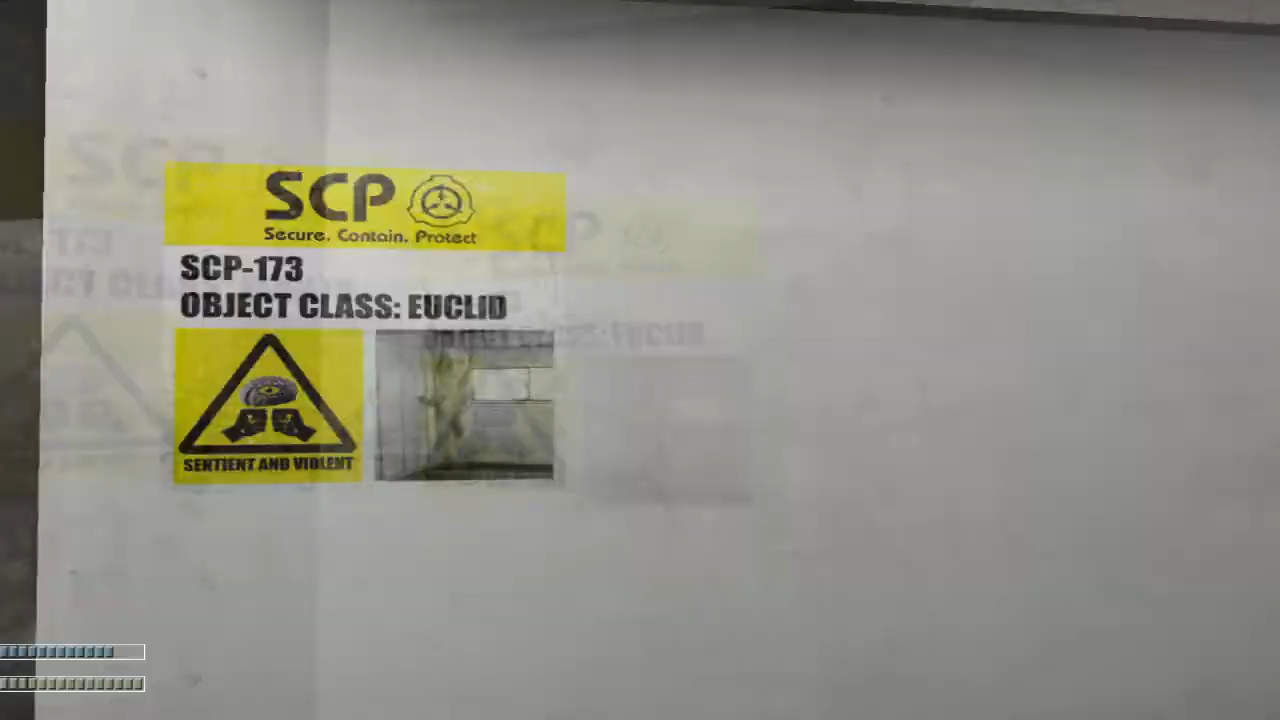 SCP
Secure. Contain. Protect
SCP-173
OBJECT CLASS: EUCLID
SENTIENT AND VIOLENT